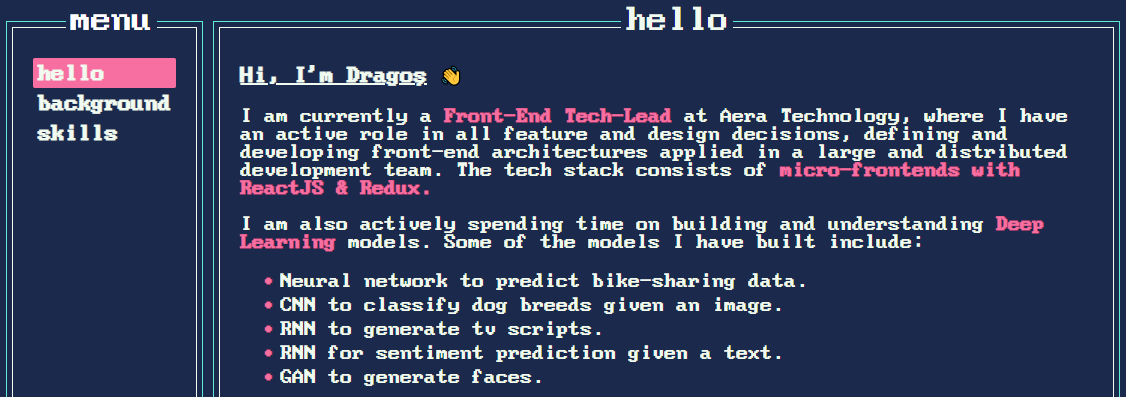 menu
hello
background
skills
hello
Hi, I'm Dragoş 👋
I am currently a Front-End Tech-Lead at Aera Technology, where I have
an active role in all feature and design decisions, defining and
developing front-end architectures applied in a large and distributed
development team. The tech stack consists of micro-frontends with
ReactJS & Redux.
I am also actively spending time on building and understanding Deep
Learning models. Some of the models I have built include:
• Neural network to predict bike-sharing data.
• CNN to classify dog breeds given an image.
• RNN to generate tv scripts.
• RNN for sentiment prediction given a text.
• GAN to generate faces.